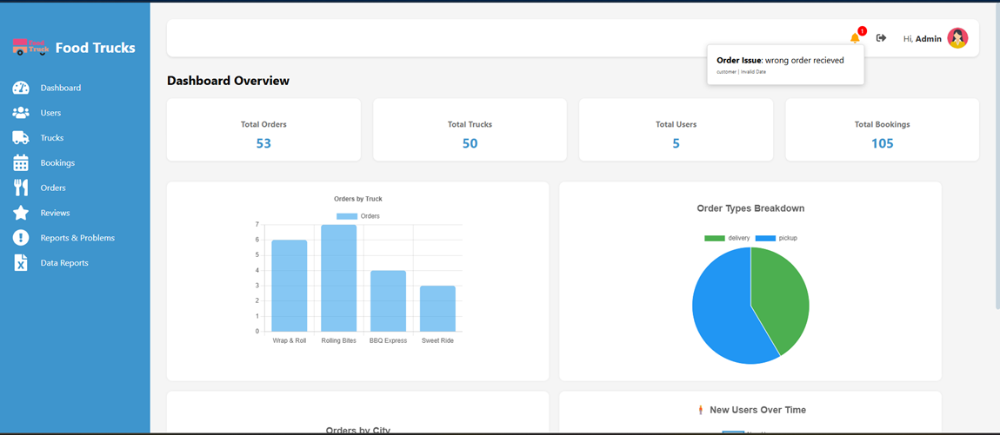 Food Trucks
Dashboard
Users
Trucks
Bookings
Orders
Reviews
Reports & Problems
Data Reports
1
Hi, Admin
Order Issue: wrong order recieved
customer | Invalid Date
Dashboard Overview
Total Orders
53
Total Trucks
50
Total Users
5
Total Bookings
105
Orders by Truck
Orders
7
6
5
4
3
2
1
0
Wrap & Roll
Rolling Bites
BBQ Express
Sweet Ride
Order Types Breakdown
delivery
pickup
Orders by City
New Users Over Time